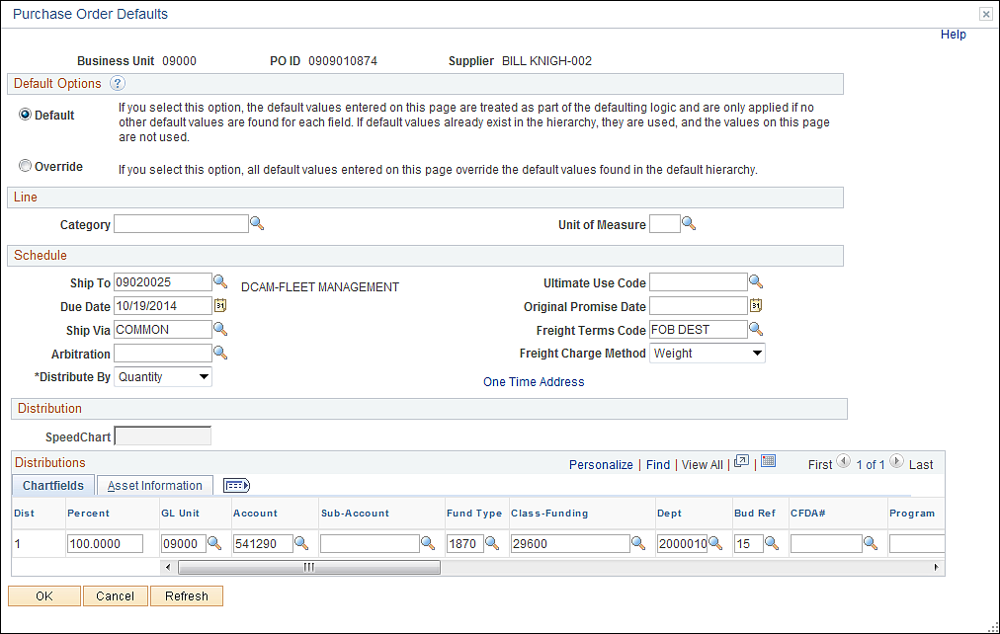 Purchase Order Defaults
Help
Business Unit 09000 PO ID 0909010874 Supplier BILL KNIGH-002
Default Options ?
Default If you select this option, the default values entered on this page are treated as part of the defaulting logic and are only applied if no
other default values are found for each field. If default values already exist in the hierarchy, they are used, and the values on this page
are not used.
Override If you select this option, all default values entered on this page override the default values found in the default hierarchy.
Line
Category Unit of Measure
Schedule
Ship To 09020025 DCAM-FLEET MANAGEMENT Ultimate Use Code
Due Date 10/19/2014 31 Original Promise Date 31
Ship Via COMMON Freight Terms Code FOB DEST
Arbitration Freight Charge Method Weight
*Distribute By Quantity One Time Address
Distribution
SpeedChart
Distributions Personalize | Find | View All | | First 1 of 1 Last
Chartfields Asset Information
Dist Percent GL Unit Account Sub-Account Fund Type Class-Funding Dept Bud Ref CFDA# Program
1 100.0000 09000 541290 1870 29600 2000010 15
OK Cancel Refresh